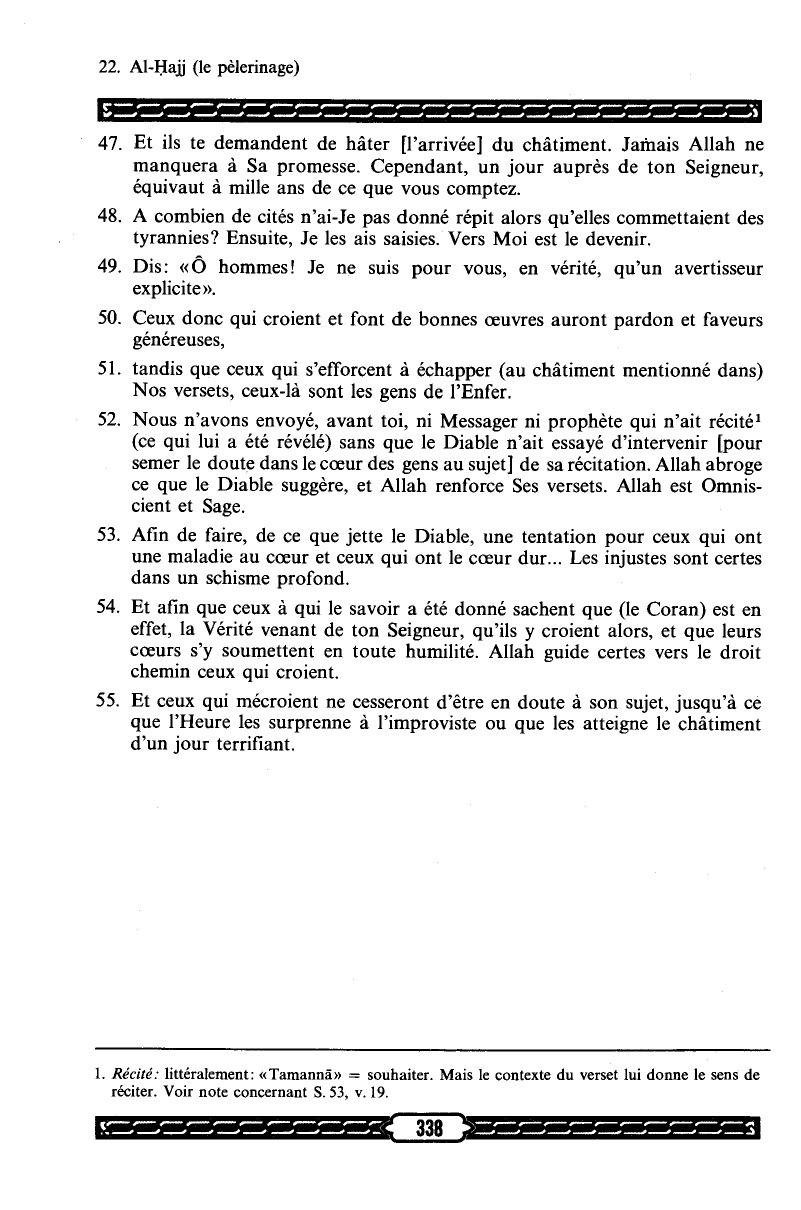 22. Al-Ḥajj (le pèlerinage)
47. Et ils te demandent de hâter [l'arrivée] du châtiment. Jamais Allah ne
manquera à Sa promesse. Cependant, un jour auprès de ton Seigneur,
équivaut à mille ans de ce que vous comptez.
48. A combien de cités n'ai-Je pas donné répit alors qu'elles commettaient des
tyrannies? Ensuite, Je les ais saisies. Vers Moi est le devenir.
49. Dis: «Ô hommes! Je ne suis pour vous, en vérité, qu'un avertisseur
explicite».
50. Ceux donc qui croient et font de bonnes œuvres auront pardon et faveurs
généreuses,
51. tandis que ceux qui s'efforcent à échapper (au châtiment mentionné dans)
Nos versets, ceux-là sont les gens de l'Enfer.
52. Nous n'avons envoyé, avant toi, ni Messager ni prophète qui n'ait récité¹
(ce qui lui a été révélé) sans que le Diable n'ait essayé d'intervenir [pour
semer le doute dans le cœur des gens au sujet] de sa récitation. Allah abroge
ce que le Diable suggère, et Allah renforce Ses versets. Allah est Omnis-
cient et Sage.
53. Afin de faire, de ce que jette le Diable, une tentation pour ceux qui ont
une maladie au cœur et ceux qui ont le cœur dur... Les injustes sont certes
dans un schisme profond.
54. Et afin que ceux à qui le savoir a été donné sachent que (le Coran) est en
effet, la Vérité venant de ton Seigneur, qu'ils y croient alors, et que leurs
cœurs s'y soumettent en toute humilité. Allah guide certes vers le droit
chemin ceux qui croient.
55. Et ceux qui mécroient ne cesseront d'être en doute à son sujet, jusqu'à ce
que l'Heure les surprenne à l'improviste ou que les atteigne le châtiment
d'un jour terrifiant.
1. Récité: littéralement: «Tamannā» = souhaiter. Mais le contexte du verset lui donne le sens de
réciter. Voir note concernant S. 53, v. 19.
338